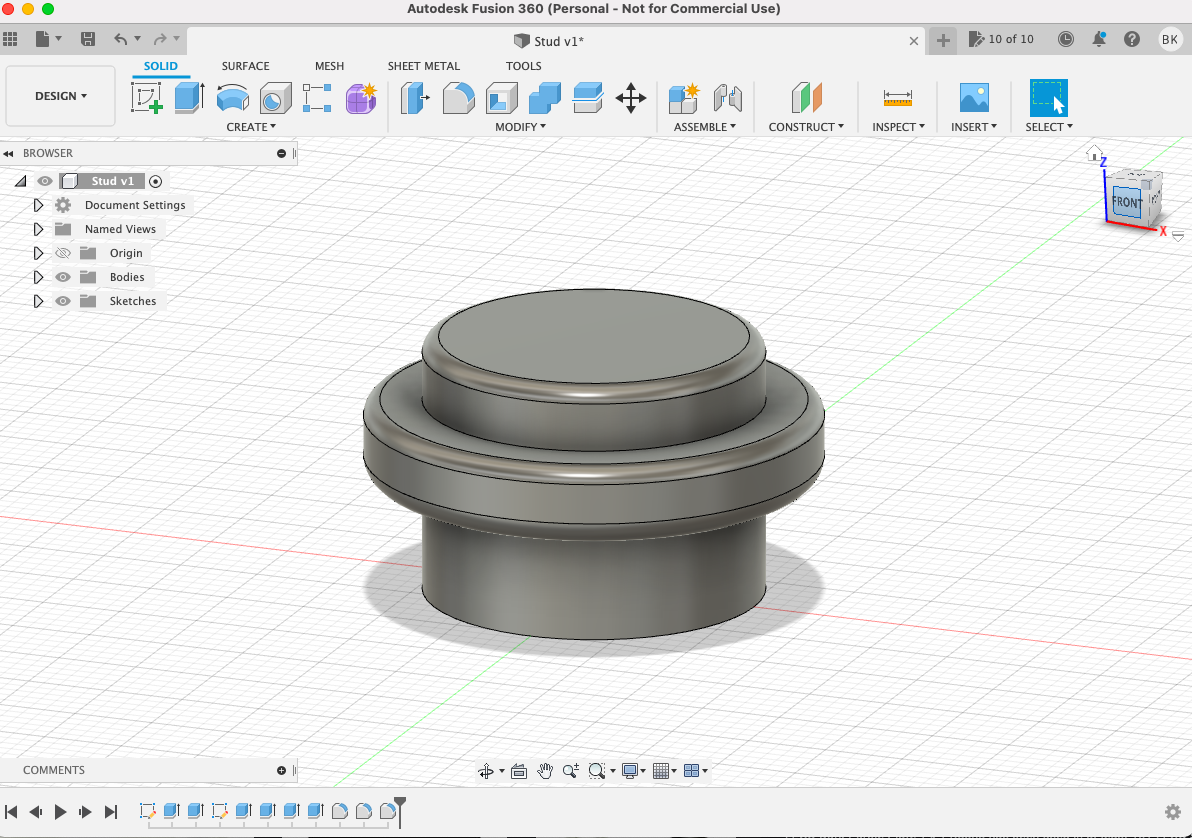 Autodesk Fusion 360 (Personal - Not for Commercial Use)
Stud v1*
10 of 10
BK
SOLID SURFACE MESH SHEET METAL TOOLS
DESIGN
CREATE MODIFY ASSEMBLE CONSTRUCT INSPECT INSERT SELECT
BROWSER
Stud v1
Document Settings
Named Views
Origin
Bodies
Sketches
Z
FRONT
X
COMMENTS